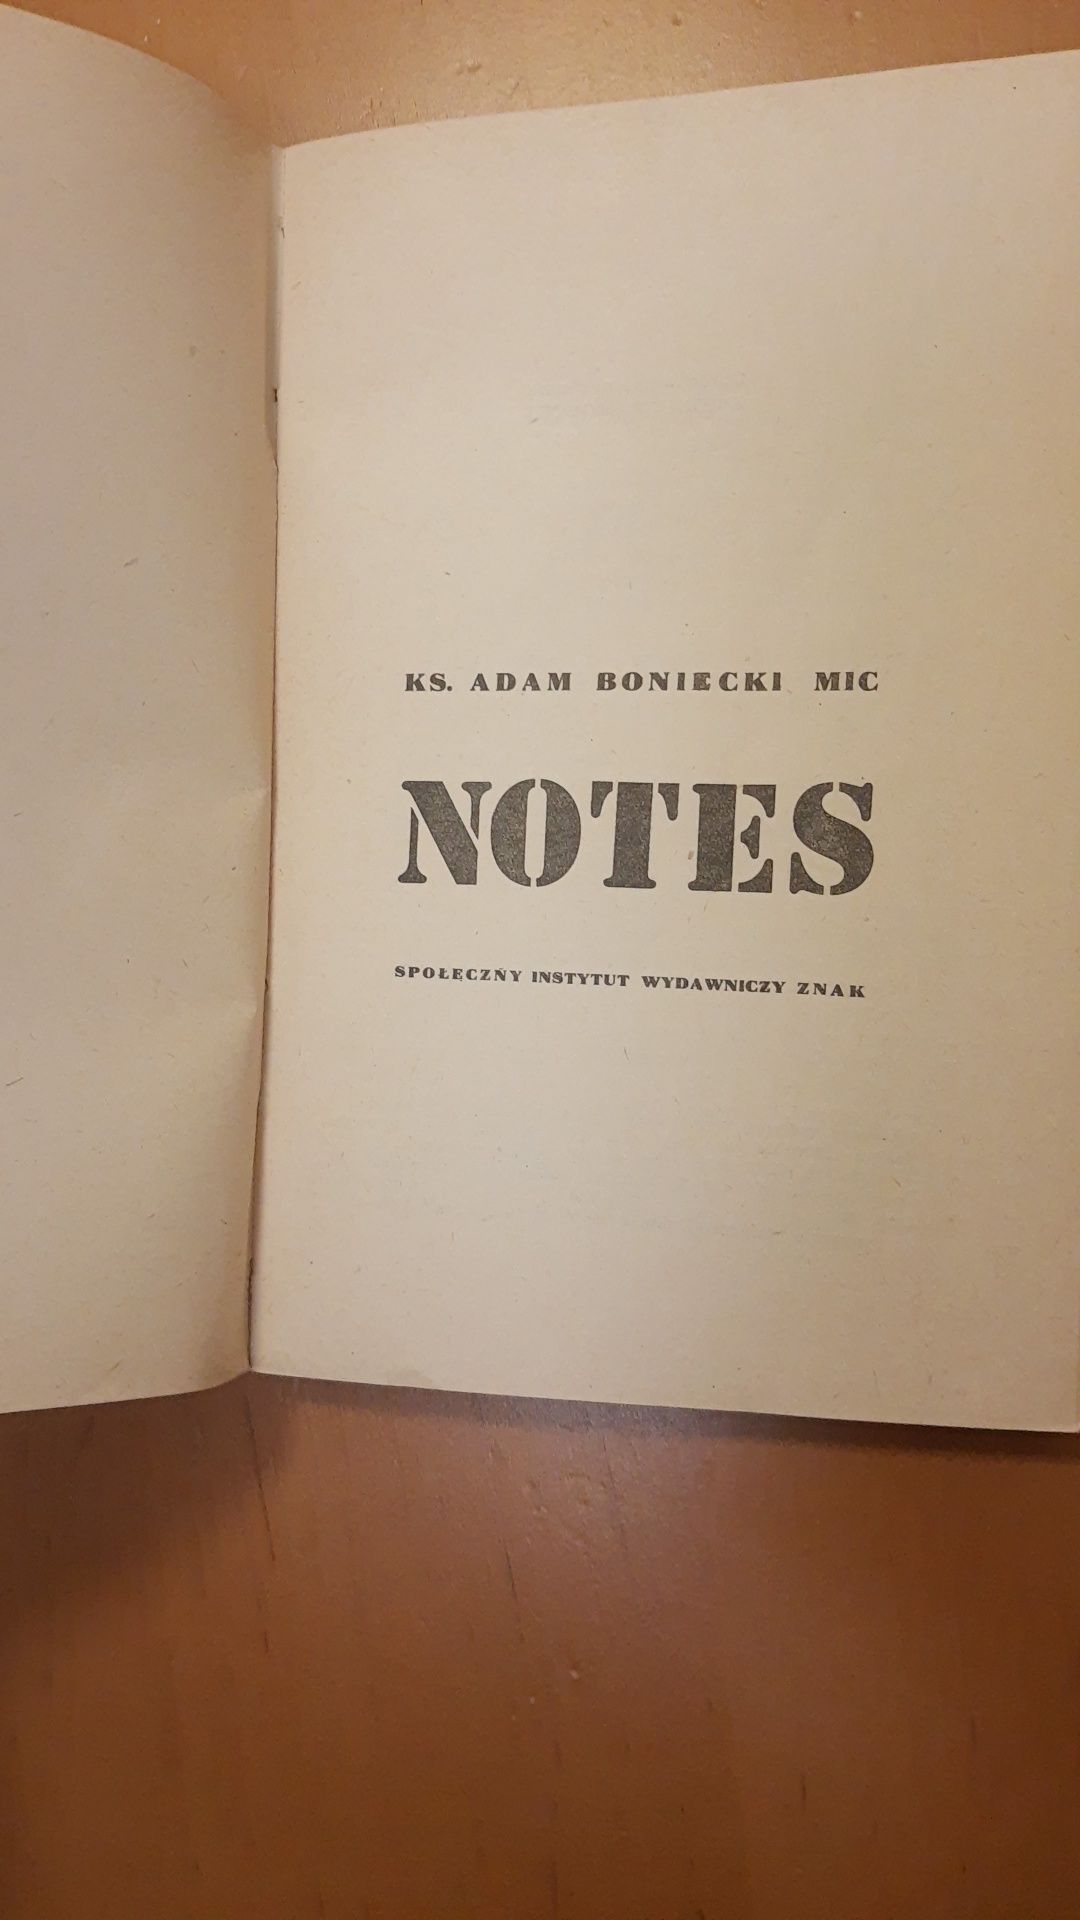 KS. ADAM BONIECKI MIC
NOTES
SPOŁECZNY INSTYTUT WYDAWNICZY ZNAK